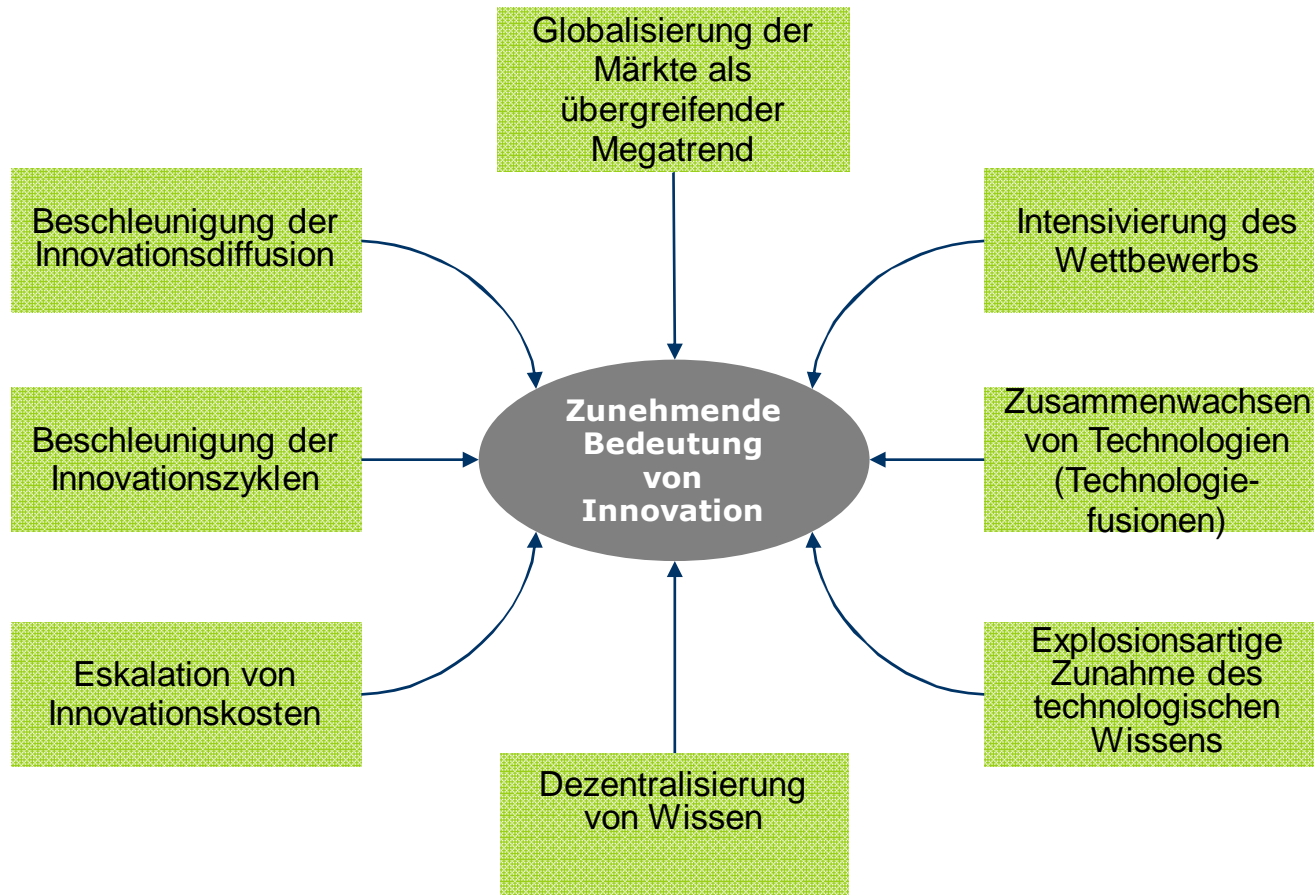 Globalisierung der
Märkte als
übergreifender
Megatrend
Beschleunigung der
Innovationsdiffusion
Intensivierung des
Wettbewerbs
Beschleunigung der
Innovationszyklen
Zunehmende
Bedeutung
von
Innovation
Zusammenwachsen
von Technologien
(Technologie-
fusionen)
Eskalation von
Innovationskosten
Explosionsartige
Zunahme des
technologischen
Wissens
Dezentralisierung
von Wissen